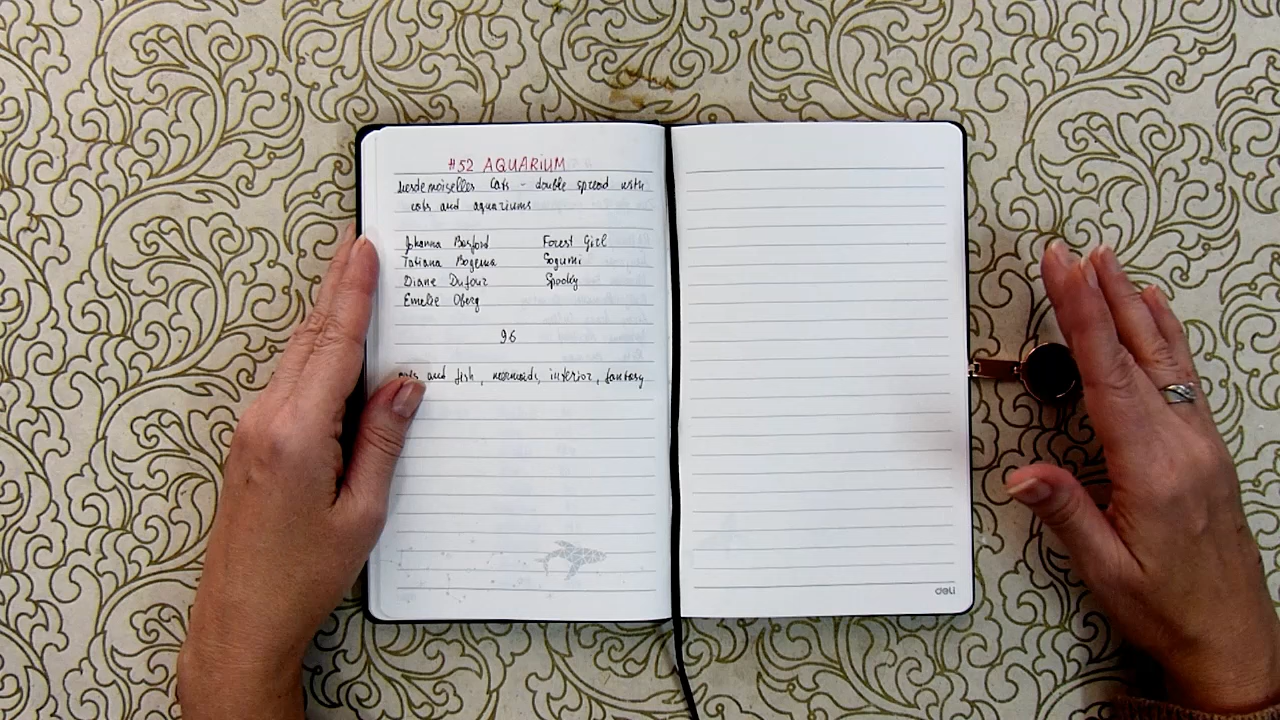 #52 AQUARIUM
Cats - double spread with
cats and aquariums
Johanna Basford Forest Girl
Tatiana Bogema Sogumi
Diane Dufour Spooky
Emelie Oberg
96
cats and fish, mermaids, interior, fantasy
deli